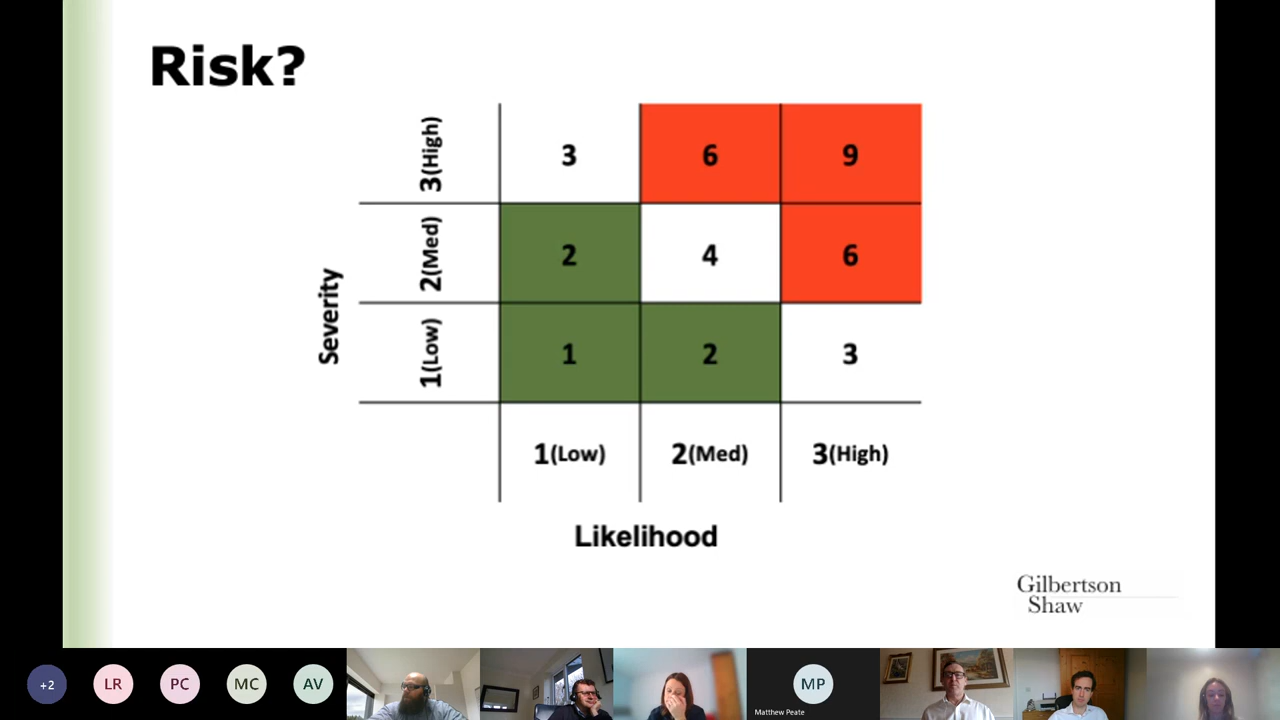 Risk?
3(High)
3
6
9
2(Med)
2
4
6
Severity
1(Low)
1
2
3
1(Low)
2(Med)
3(High)
Likelihood
Gilbertson
Shaw
+2
LR
PC
MC
AV
MP
Matthew Peate